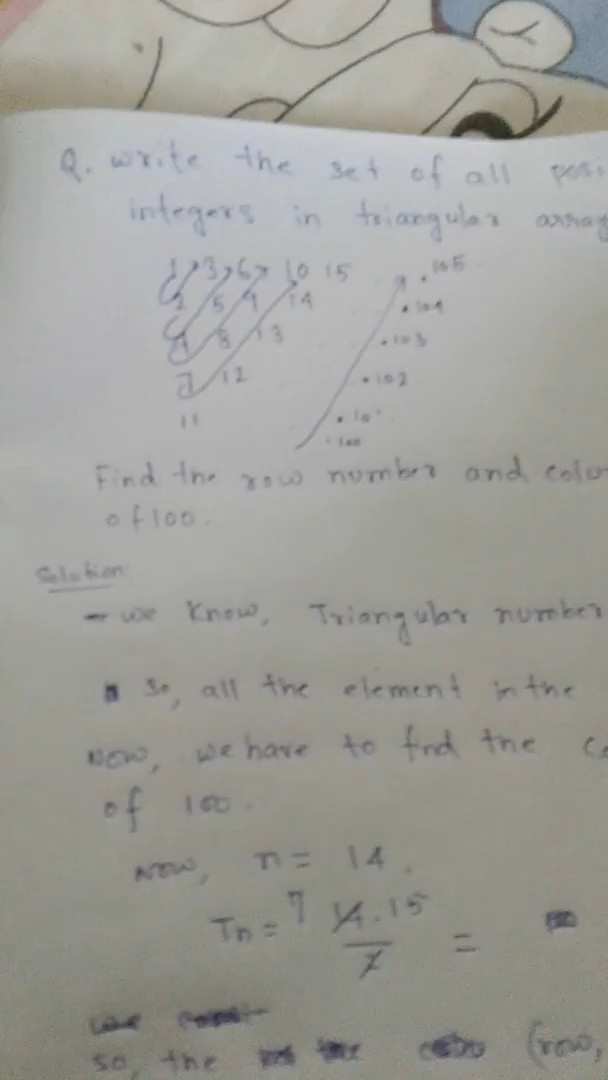 Q. Write the set of all posi
integers in triangular array
1 3 6 10 15 .105
2 5 9 14 .104
4 8 13 .103
7 12 .102
11 .101
.100
Find the row number and colu
of 100.
Solution
- we know, Triangular number
so, all the element in the
Now, we have to find the co
of 100.
Now, n = 14.
Tn = 7 14.15 / 2 =
so, the (row,